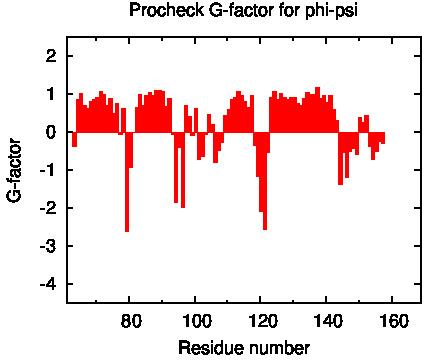 Procheck G-factor for phi-psi
2
1
0
-1
-2
-3
-4
G-factor
80 100 120 140 160
Residue number